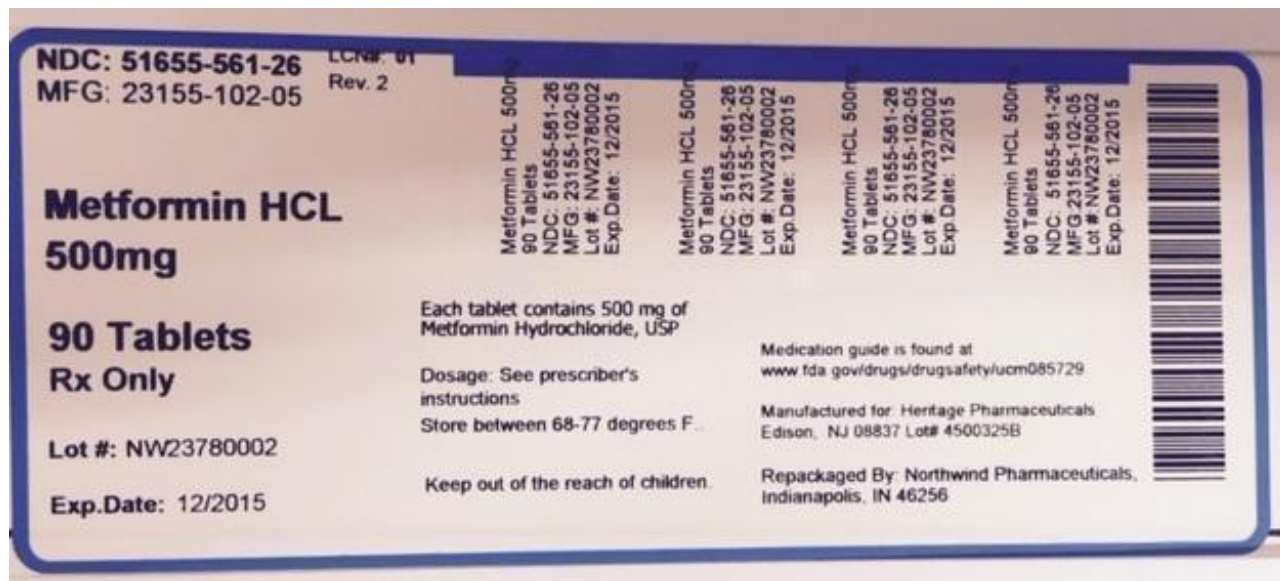 NDC: 51655-561-26
MFG: 23155-102-05
LCN#: 01
Rev. 2
Metformin HCL
500mg
90 Tablets
Rx Only
Lot #: NW23780002
Exp.Date: 12/2015
Metformin HCL 500mg
90 Tablets
NDC: 51655-561-26
MFG: 23155-102-05
Lot #: NW23780002
Exp.Date: 12/2015
Metformin HCL 500mg
90 Tablets
NDC: 51655-561-26
MFG: 23155-102-05
Lot #: NW23780002
Exp.Date: 12/2015
Metformin HCL 500mg
90 Tablets
NDC: 51655-561-26
MFG: 23155-102-05
Lot #: NW23780002
Exp.Date: 12/2015
Metformin HCL 500mg
90 Tablets
NDC: 51655-561-26
MFG:23155-102-05
Lot #:NW23780002
Exp.Date: 12/2015
Each tablet contains 500 mg of
Metformin Hydrochloride, USP
Dosage: See prescriber's
instructions
Store between 68-77 degrees F..
Keep out of the reach of children.
Medication guide is found at
www.fda.gov/drugs/drugsafety/ucm085729
Manufactured for: Heritage Pharmaceuticals
Edison, NJ 08837 Lot# 4500325B
Repackaged By: Northwind Pharmaceuticals,
Indianapolis, IN 46256